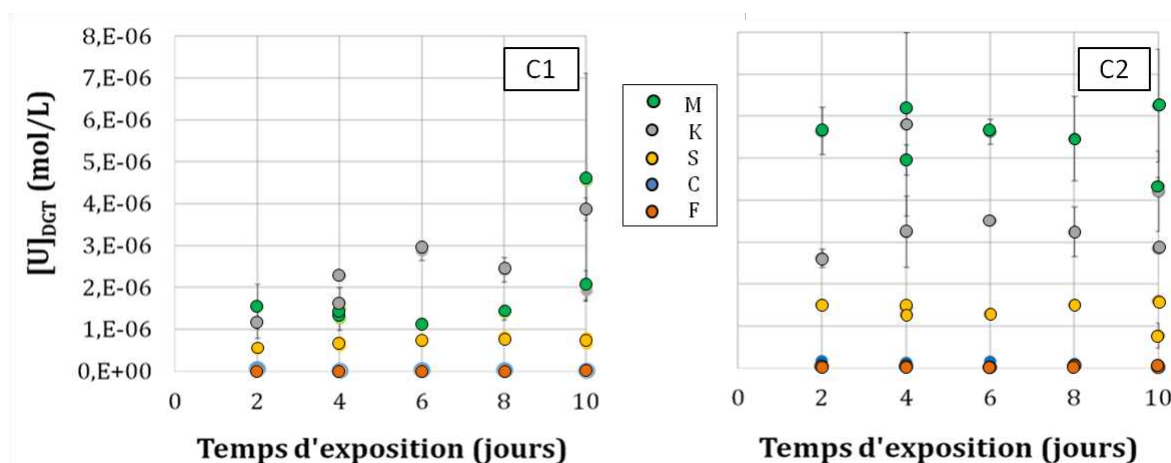 8,E-06
7,E-06
6,E-06
5,E-06
4,E-06
3,E-06
2,E-06
1,E-06
0,E+00
[U]DGT (mol/L)
C1
0 2 4 6 8 10
Temps d'exposition (jours)
M
K
S
C
F
C2
0 2 4 6 8 10
Temps d'exposition (jours)